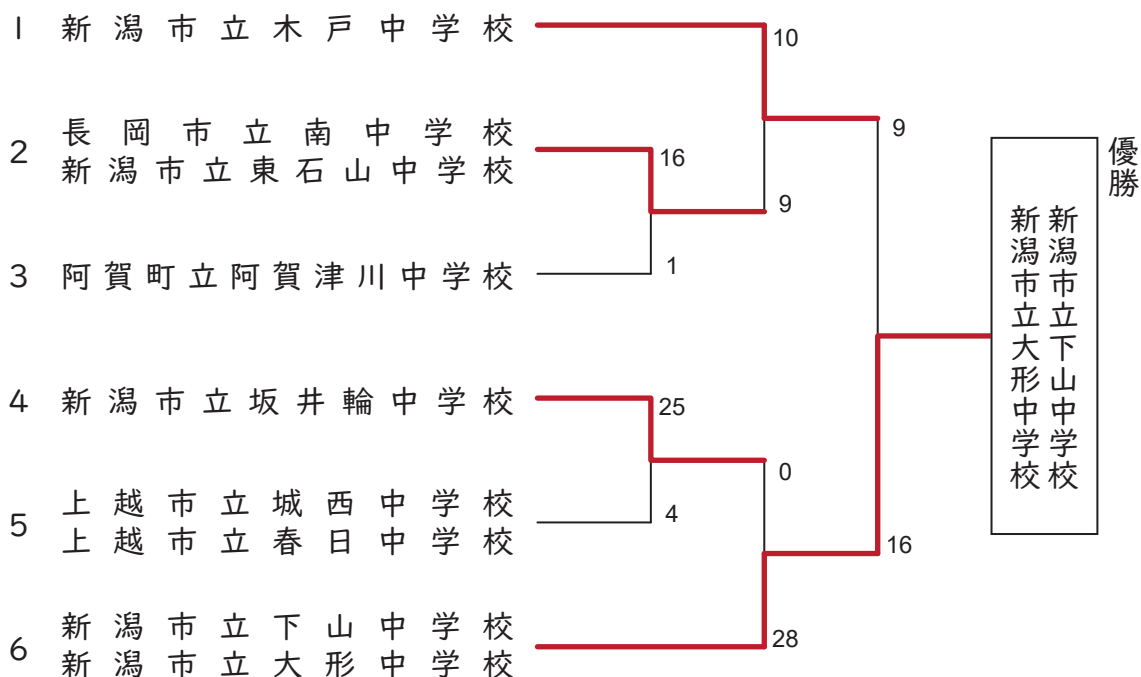 1 新潟市立木戸中学校
10
2 長岡市立南中学校
新潟市立東石山中学校
16
9
9
3 阿賀町立阿賀津川中学校
1
優勝
新潟市立下山中学校
新潟市立大形中学校
4 新潟市立坂井輪中学校
25
0
5 上越市立城西中学校
上越市立春日中学校
4
16
6 新潟市立下山中学校
新潟市立大形中学校
28